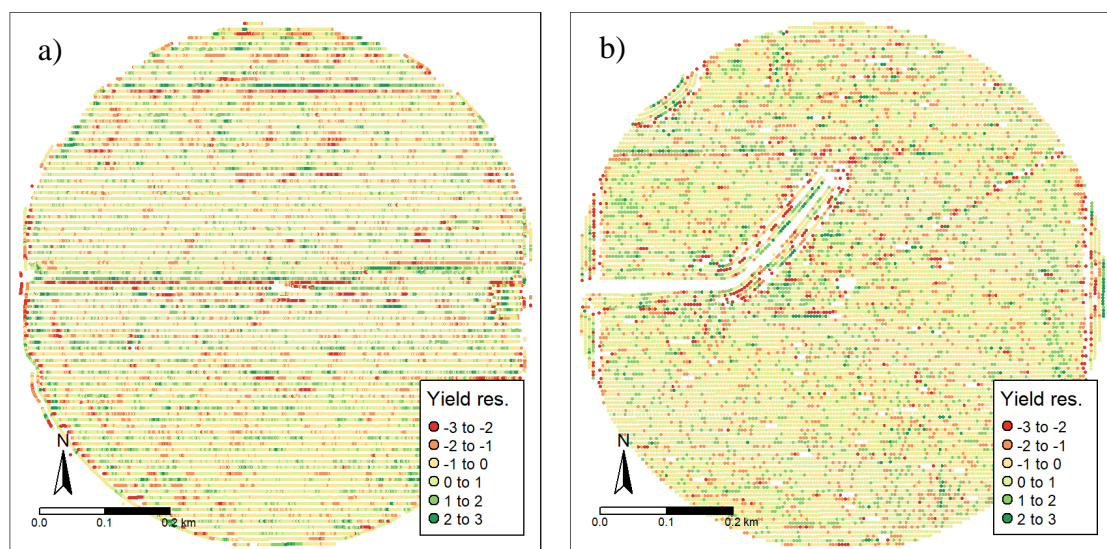 a)
Yield res.
-3 to -2
-2 to -1
-1 to 0
0 to 1
1 to 2
2 to 3
N
0.0 0.1 0.2 km
b)
Yield res.
-3 to -2
-2 to -1
-1 to 0
0 to 1
1 to 2
2 to 3
N
0.0 0.1 0.2 km